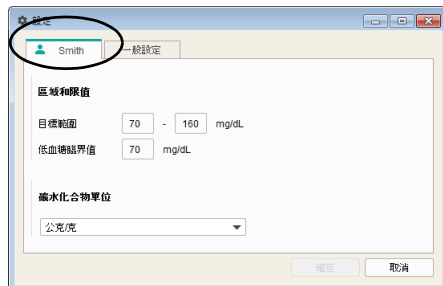 設定
Smith 一般設定
區域和限值
目標範圍 70 - 160 mg/dL
低血糖臨界值 70 mg/dL
碳水化合物單位
公克/克
確定 取消